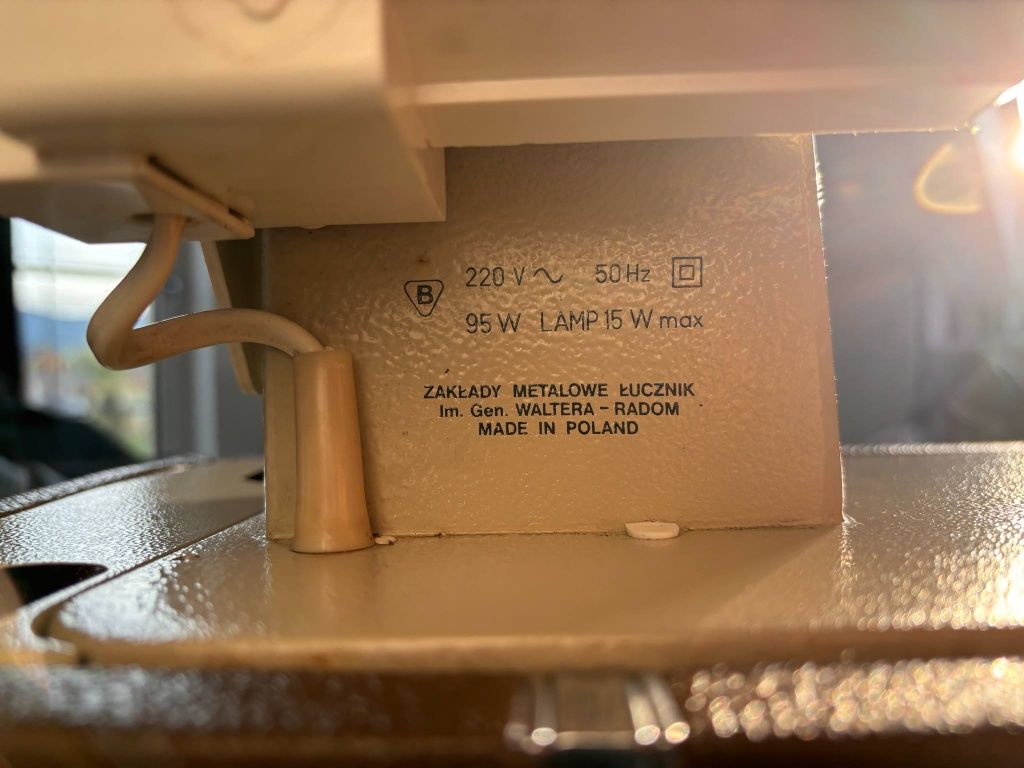 B 220 V ~ 50 Hz
95 W LAMP 15 W max
ZAKŁADY METALOWE ŁUCZNIK
Im. Gen. WALTERA - RADOM
MADE IN POLAND